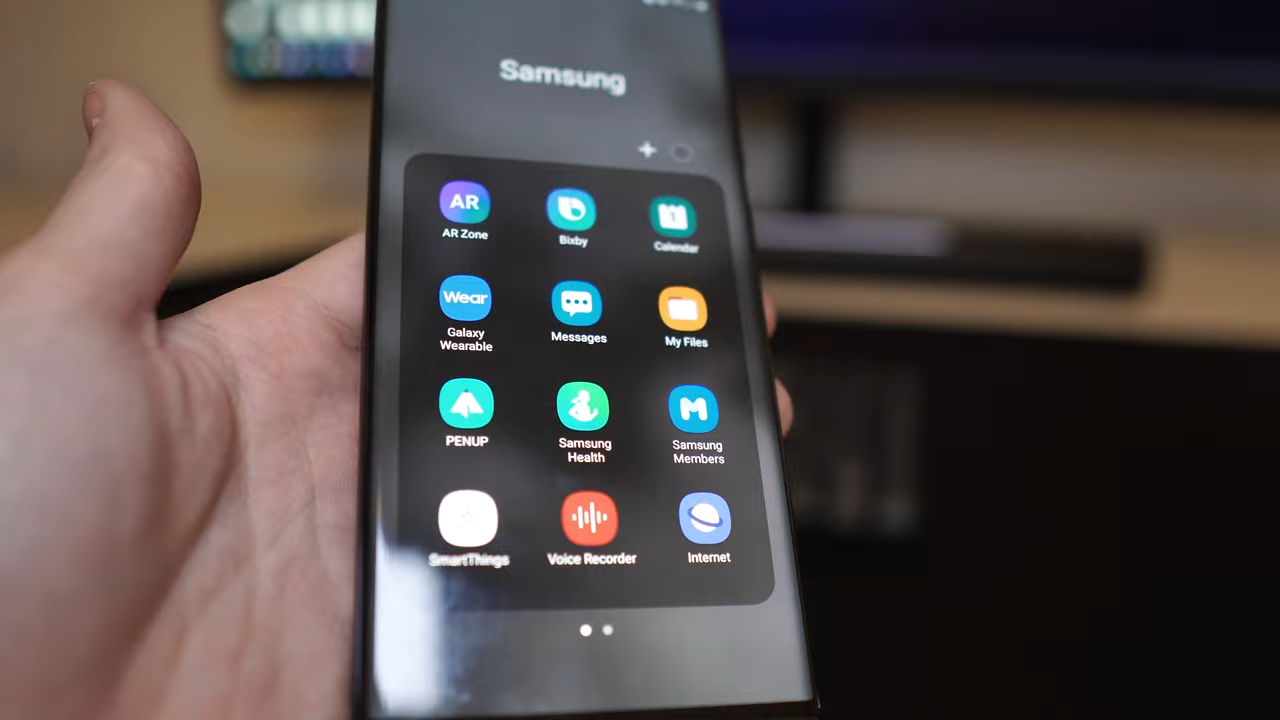 Samsung
AR
AR Zone
Bixby
1
Calendar
Wear
Galaxy
Wearable
Messages
My Files
PENUP
Samsung
Health
M
Samsung
Members
SmartThings
Voice Recorder
Internet